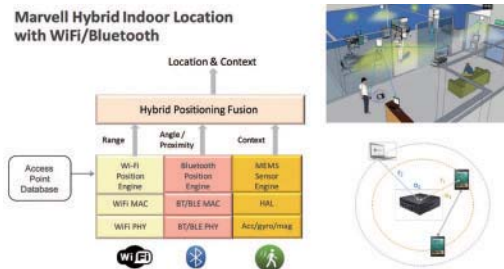 Marvell Hybrid Indoor Location
with WiFi/Bluetooth
Location & Context
Hybrid Positioning Fusion
Range
Angle /
Proximity
Context
Access
Point
Database
Wi-Fi
Position
Engine
Bluetooth
Position
Engine
MEMS
Sensor
Engine
WiFi MAC
BT/BLE MAC
HAL
WiFi PHY
BT/BLE PHY
Acc/gyro/mag
WiFi